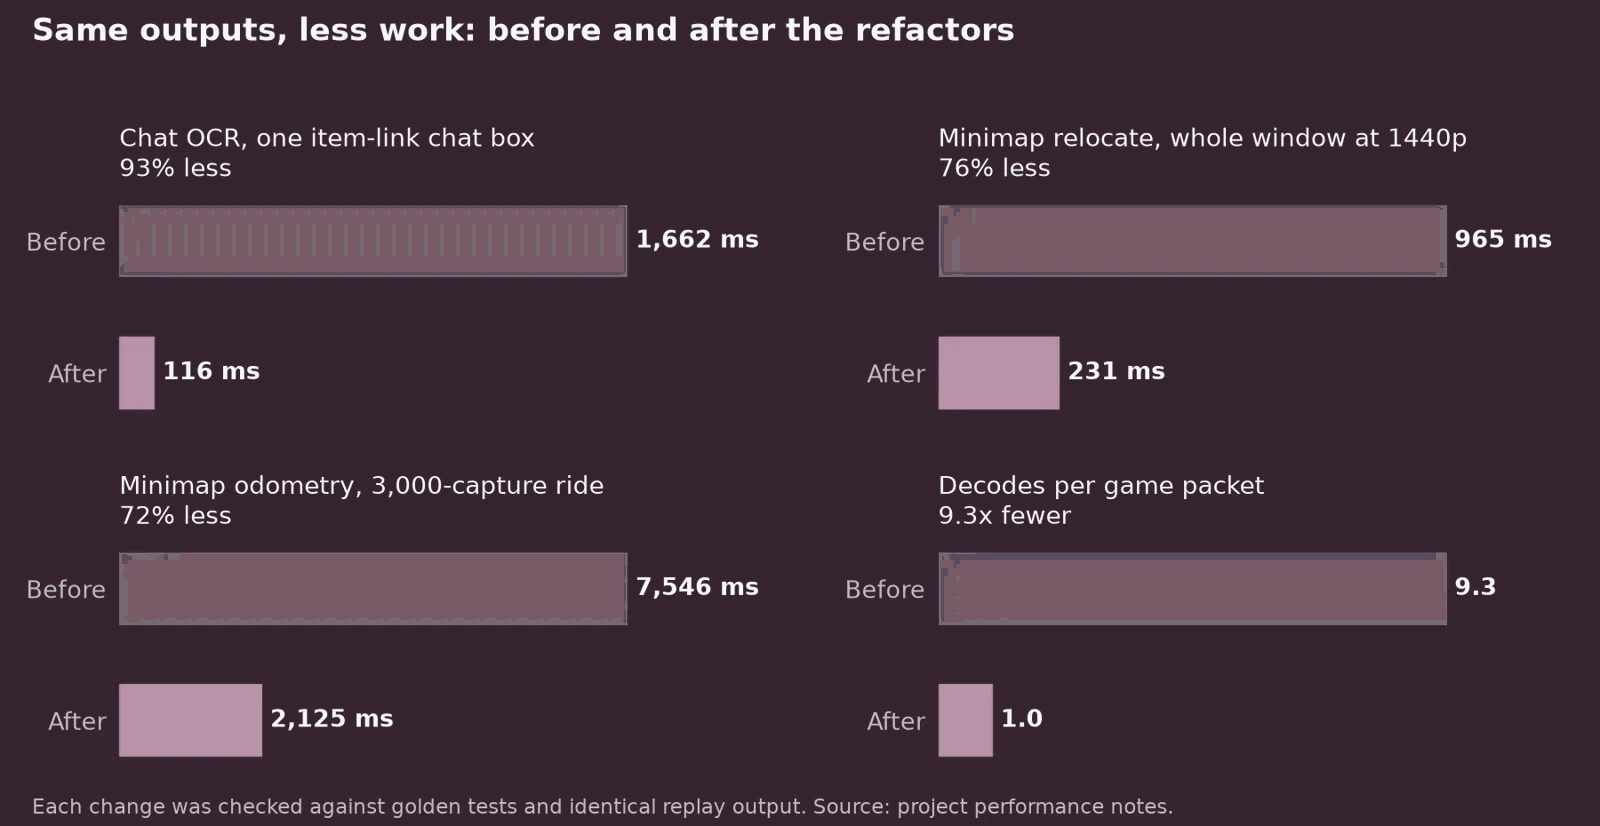 Same outputs, less work: before and after the refactors
Chat OCR, one item-link chat box
93% less
Before
1,662 ms
After
116 ms
Minimap relocate, whole window at 1440p
76% less
Before
965 ms
After
231 ms
Minimap odometry, 3,000-capture ride
72% less
Before
7,546 ms
After
2,125 ms
Decodes per game packet
9.3x fewer
Before
9.3
After
1.0
Each change was checked against golden tests and identical replay output. Source: project performance notes.